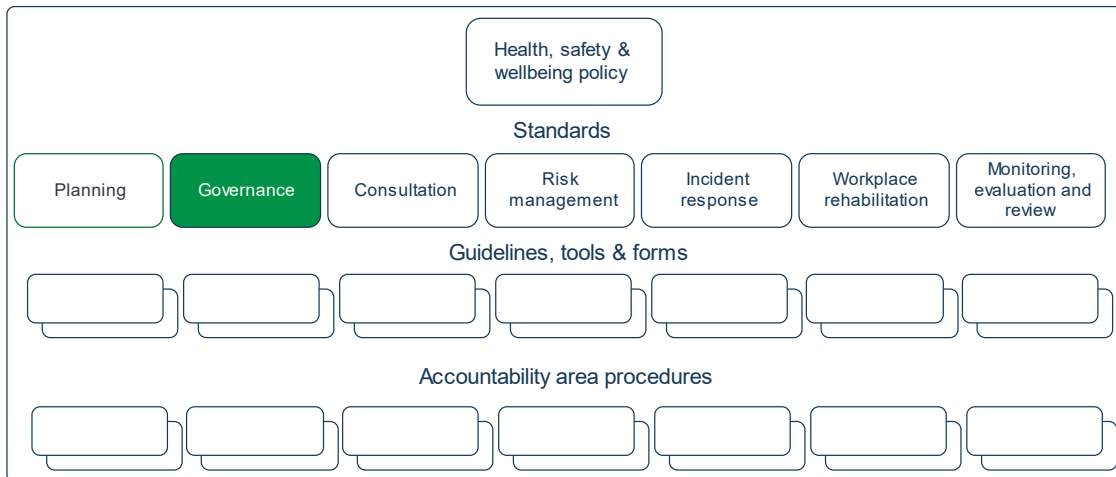 Health, safety &
wellbeing policy
Standards
Planning
Governance
Consultation
Risk
management
Incident
response
Workplace
rehabilitation
Monitoring,
evaluation and
review
Guidelines, tools & forms
Accountability area procedures